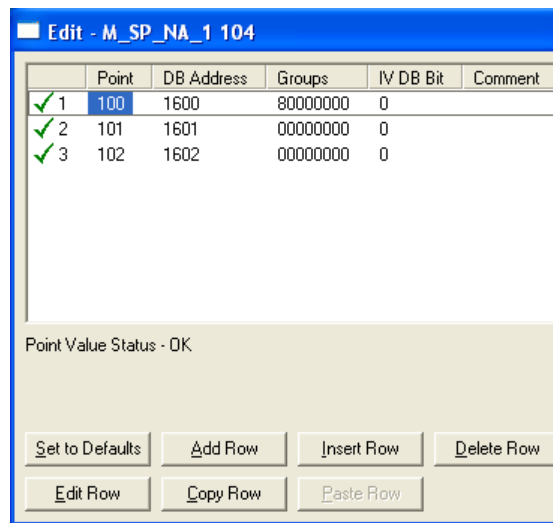 Edit - M_SP_NA_1 104
Point DB Address Groups IV DB Bit Comment
1 100 1600 80000000 0
2 101 1601 00000000 0
3 102 1602 00000000 0
Point Value Status - OK
Set to Defaults Add Row Insert Row Delete Row
Edit Row Copy Row Paste Row